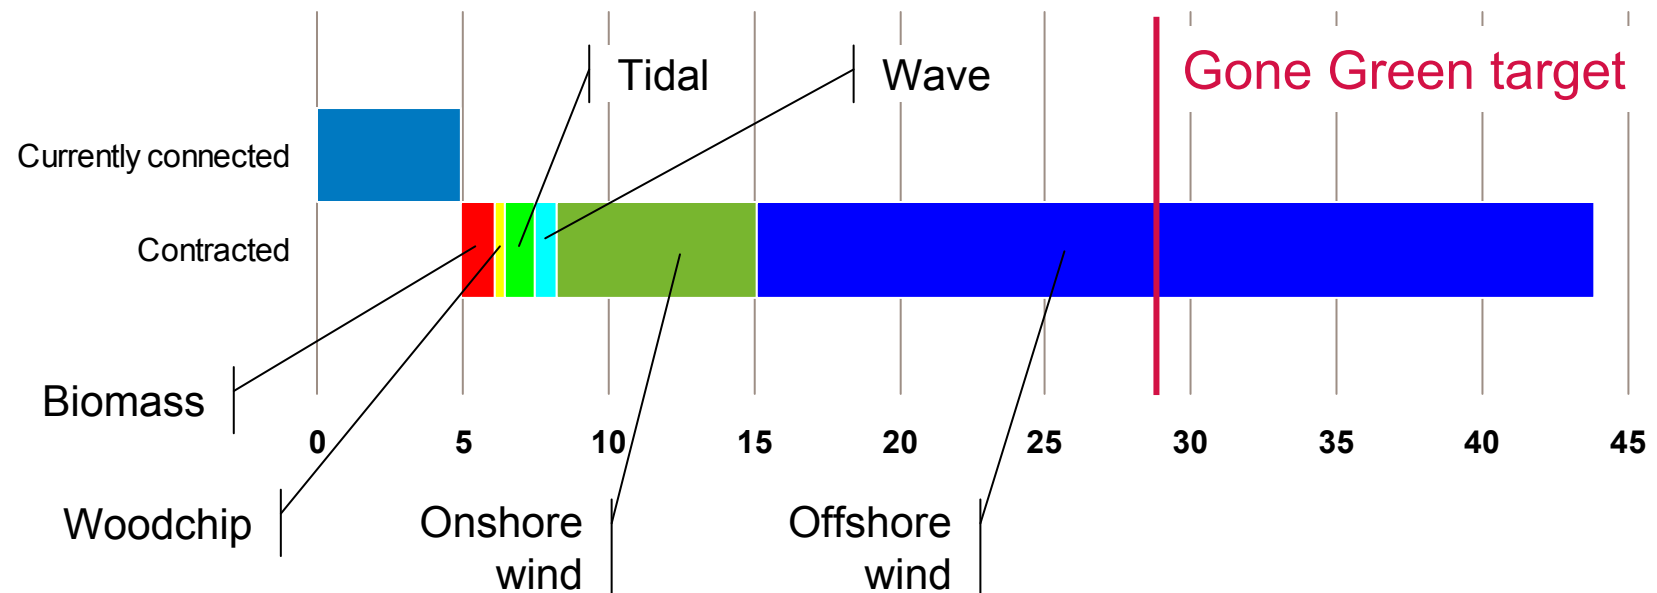 Tidal
Wave
Gone Green target
Currently connected
Contracted
Biomass
0 5 10 15 20 25 30 35 40 45
Woodchip
Onshore
wind
Offshore
wind